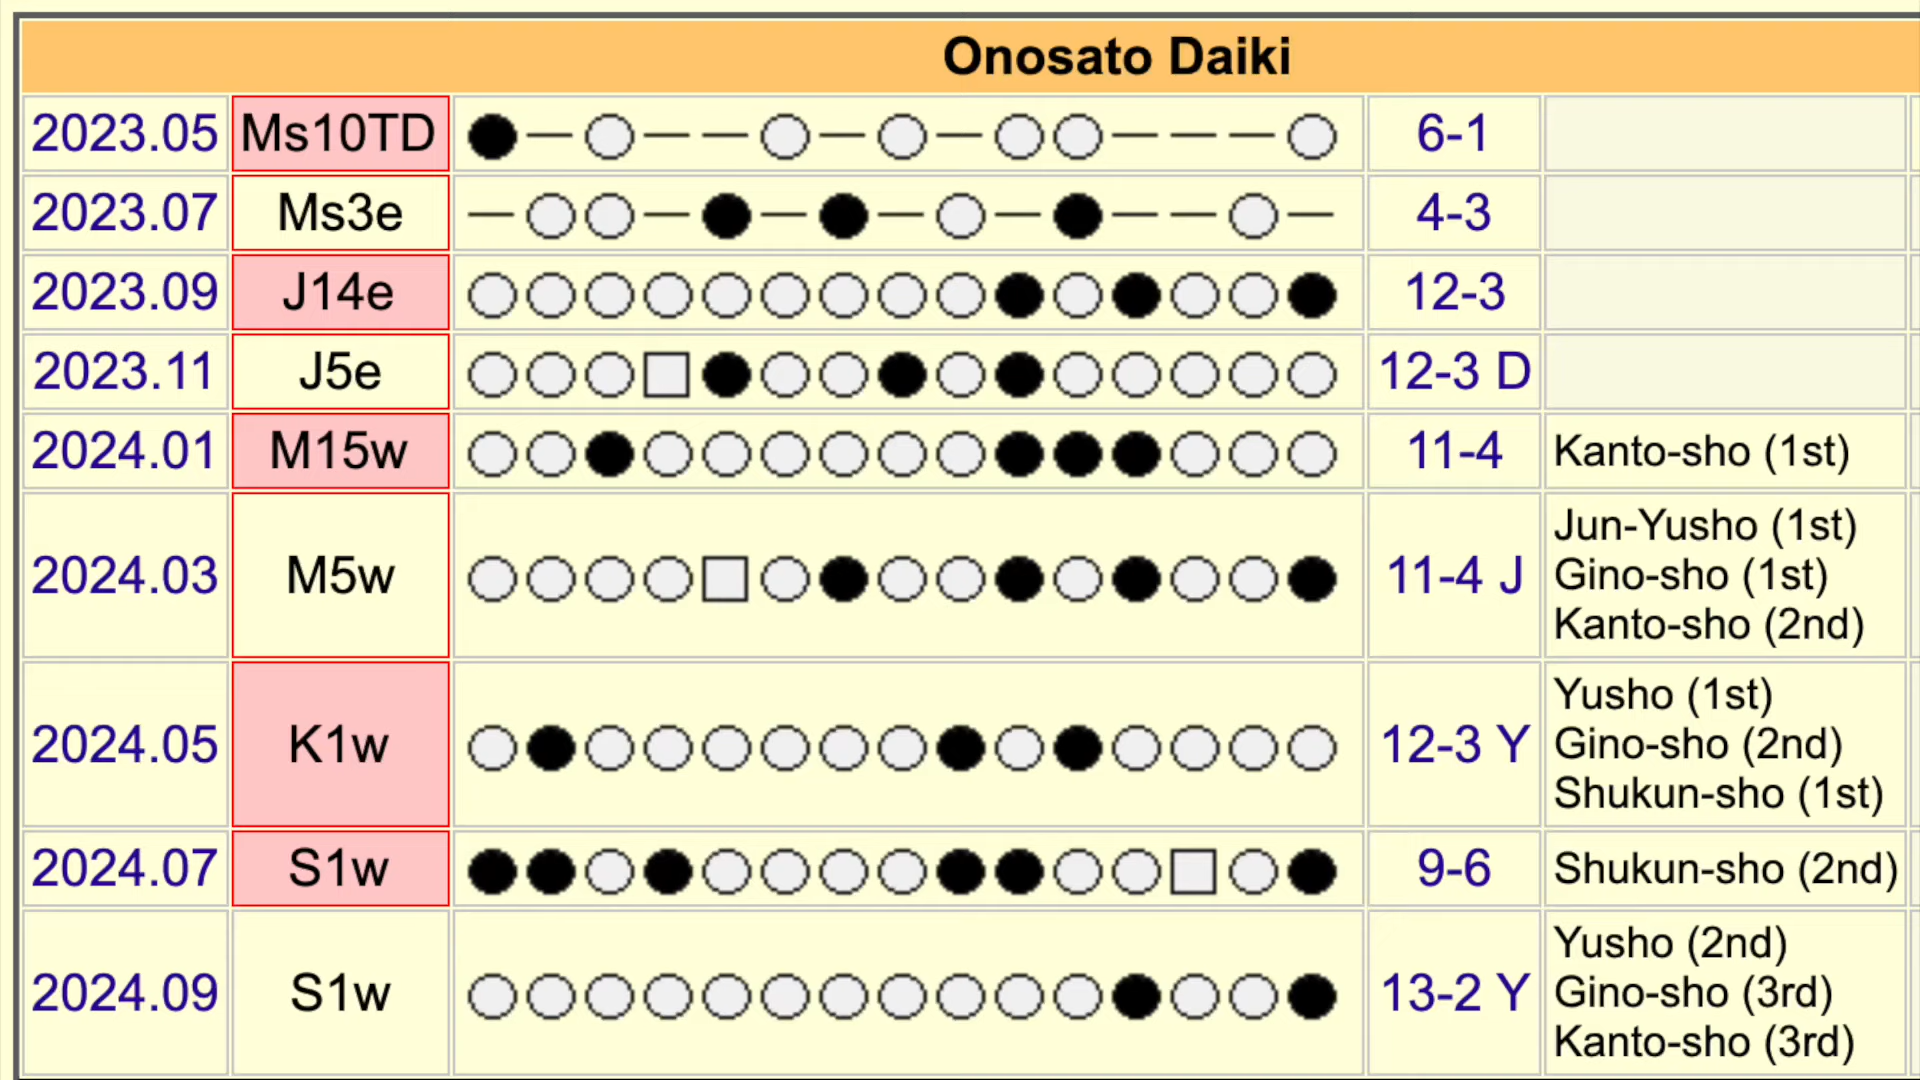 Onosato Daiki
2023.05 Ms10TD 6-1
2023.07 Ms3e 4-3
2023.09 J14e 12-3
2023.11 J5e 12-3 D
2024.01 M15w 11-4 Kanto-sho (1st)
2024.03 M5w 11-4 J Jun-Yusho (1st)
Gino-sho (1st)
Kanto-sho (2nd)
2024.05 K1w 12-3 Y Yusho (1st)
Gino-sho (2nd)
Shukun-sho (1st)
2024.07 S1w 9-6 Shukun-sho (2nd)
2024.09 S1w 13-2 Y Yusho (2nd)
Gino-sho (3rd)
Kanto-sho (3rd)